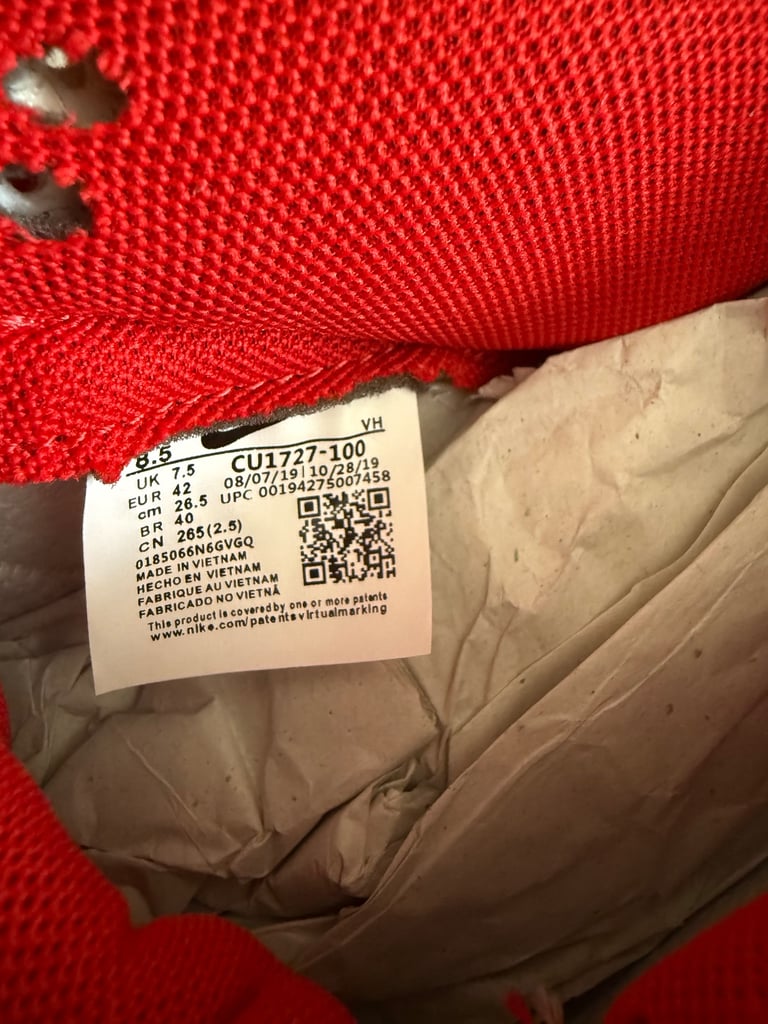 VH
8.5 CU1727-100
UK 7.5 08/07/19 | 10/28/19
EUR 42 UPC 00194275007458
cm 26.5
BR 40
CN 265(2.5)
0185066N6GVGQ
MADE IN VIETNAM
HECHO EN VIETNAM
FABRIQUE AU VIETNAM
FABRICADO NO VIETNÃ
This product is covered by one or more patents
www.nike.com/patentsvirtualmarking